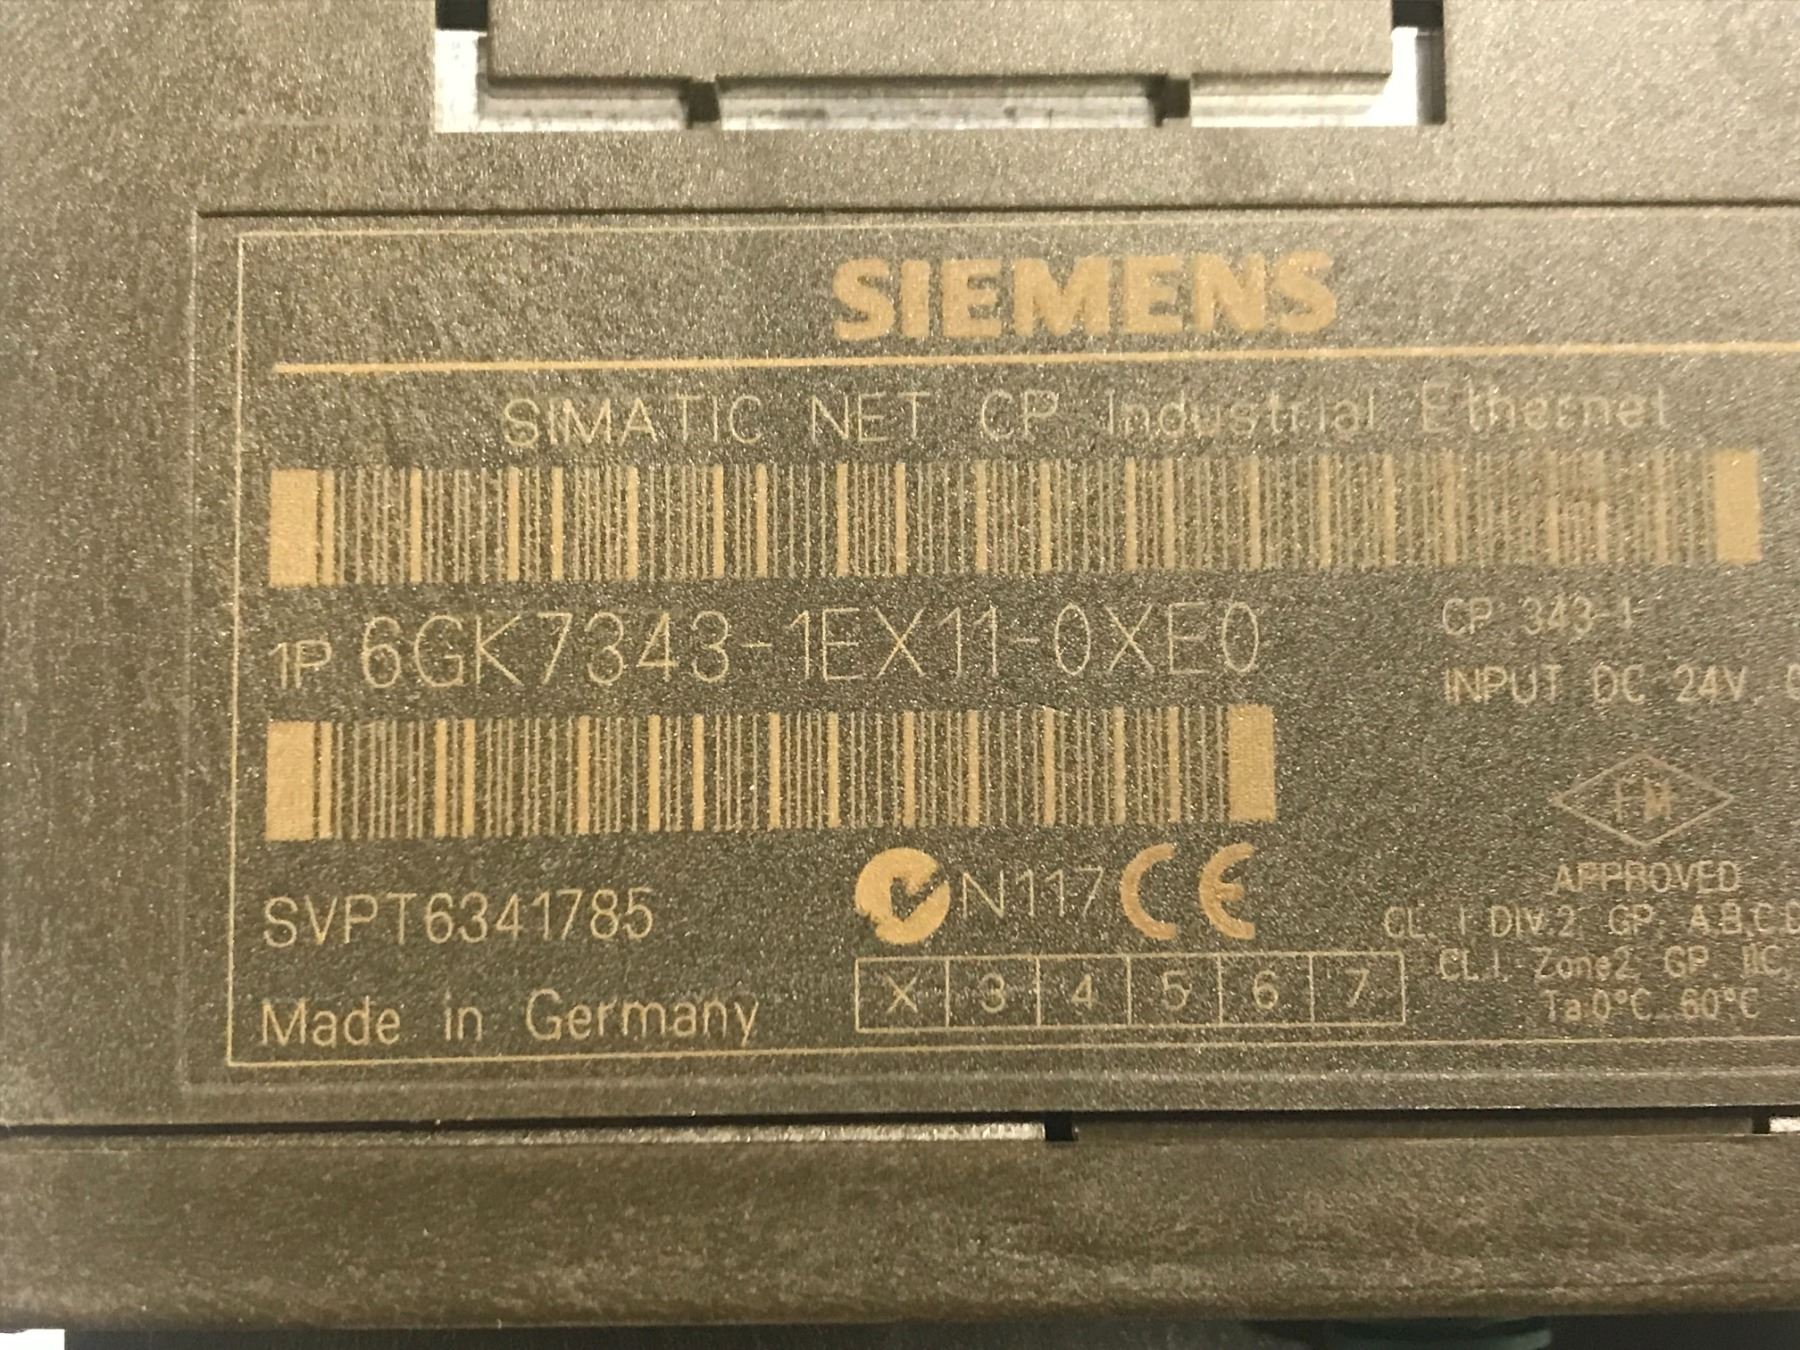 SIEMENS
SIMATIC NET CP Industrial Ethernet
1P 6GK7343-1EX11-0XE0
CP 343-1
INPUT DC 24V,
FM
SVPT6341785
N117 CE
APPROVED
CL. I DIV.2, GP. A,B,C,D
CL.I, Zone2, GP. IIC,
Ta:0°C...60°C
X 3 4 5 6 7
Made in Germany